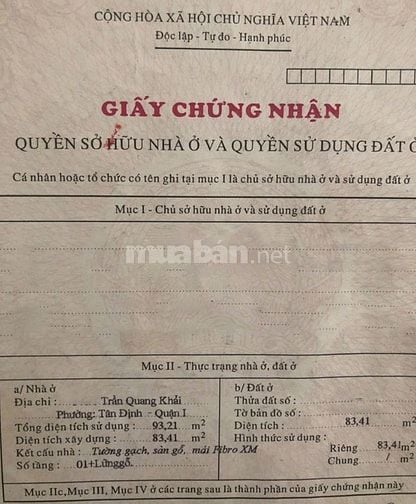 CỘNG HÒA XÃ HỘI CHỦ NGHĨA VIỆT NAM
Độc lập - Tự do - Hạnh phúc
GIẤY CHỨNG NHẬN
QUYỀN SỞ HỮU NHÀ Ở VÀ QUYỀN SỬ DỤNG ĐẤT Ở
Cá nhân hoặc tổ chức có tên ghi tại mục I là chủ sở hữu nhà ở và sử dụng đất ở
Mục I - Chủ sở hữu nhà ở và sử dụng đất ở
muabán.net
Mục II - Thực trạng nhà ở, đất ở
a/ Nhà ở
Địa chỉ : Trần Quang Khải
Phường: Tân Định - Quận I
Tổng diện tích sử dụng : 93,21 m²
Diện tích xây dựng : 83,41 m²
Kết cấu nhà : Tường gạch, sàn gỗ, mái Fibro XM
Số tầng : 01+Lửnggỗ.
b/ Đất ở
Thửa đất số :
Tờ bản đồ số :
Diện tích : 83,41 m²
Hình thức sử dụng :
Riêng 83,41m²
Chung / m²
Mục IIc, Mục III, Mục IV ở các trang sau là thành phần của giấy chứng nhận này